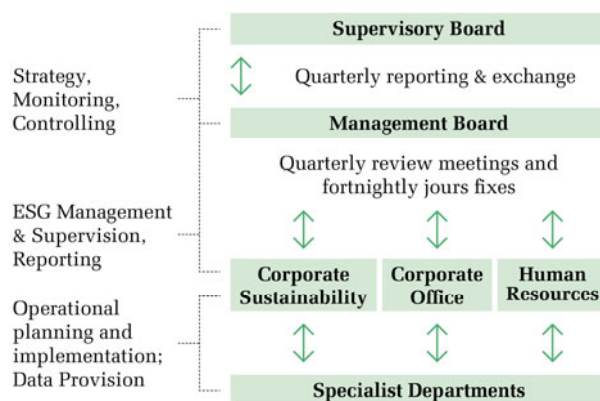 Supervisory Board
Strategy,
Monitoring,
Controlling
Quarterly reporting & exchange
Management Board
Quarterly review meetings and
fortnightly jours fixes
ESG Management
& Supervision,
Reporting
Corporate
Sustainability
Corporate
Office
Human
Resources
Operational
planning and
implementation;
Data Provision
Specialist Departments